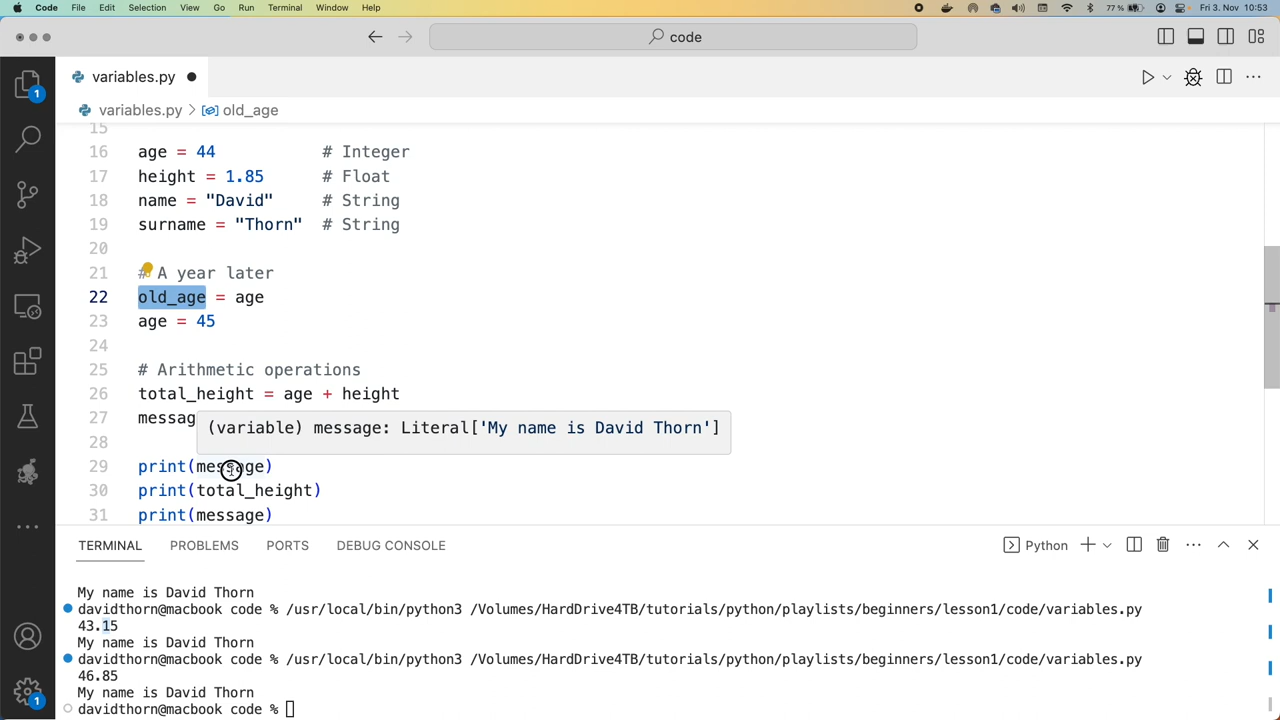 Code File Edit Selection View Go Run Terminal Window Help 77% Fri 3. Nov 10:53
code
variables.py
variables.py > old_age
15
16 age = 44 # Integer
17 height = 1.85 # Float
18 name = "David" # String
19 surname = "Thorn" # String
20
21 # A year later
22 old_age = age
23 age = 45
24
25 # Arithmetic operations
26 total_height = age + height
27 messag
(variable) message: Literal['My name is David Thorn']
28
29 print(message)
30 print(total_height)
31 print(message)
TERMINAL PROBLEMS PORTS DEBUG CONSOLE Python
My name is David Thorn
davidthorn@macbook code % /usr/local/bin/python3 /Volumes/HardDrive4TB/tutorials/python/playlists/beginners/lesson1/code/variables.py
43.15
My name is David Thorn
davidthorn@macbook code % /usr/local/bin/python3 /Volumes/HardDrive4TB/tutorials/python/playlists/beginners/lesson1/code/variables.py
46.85
My name is David Thorn
davidthorn@macbook code %
1
1